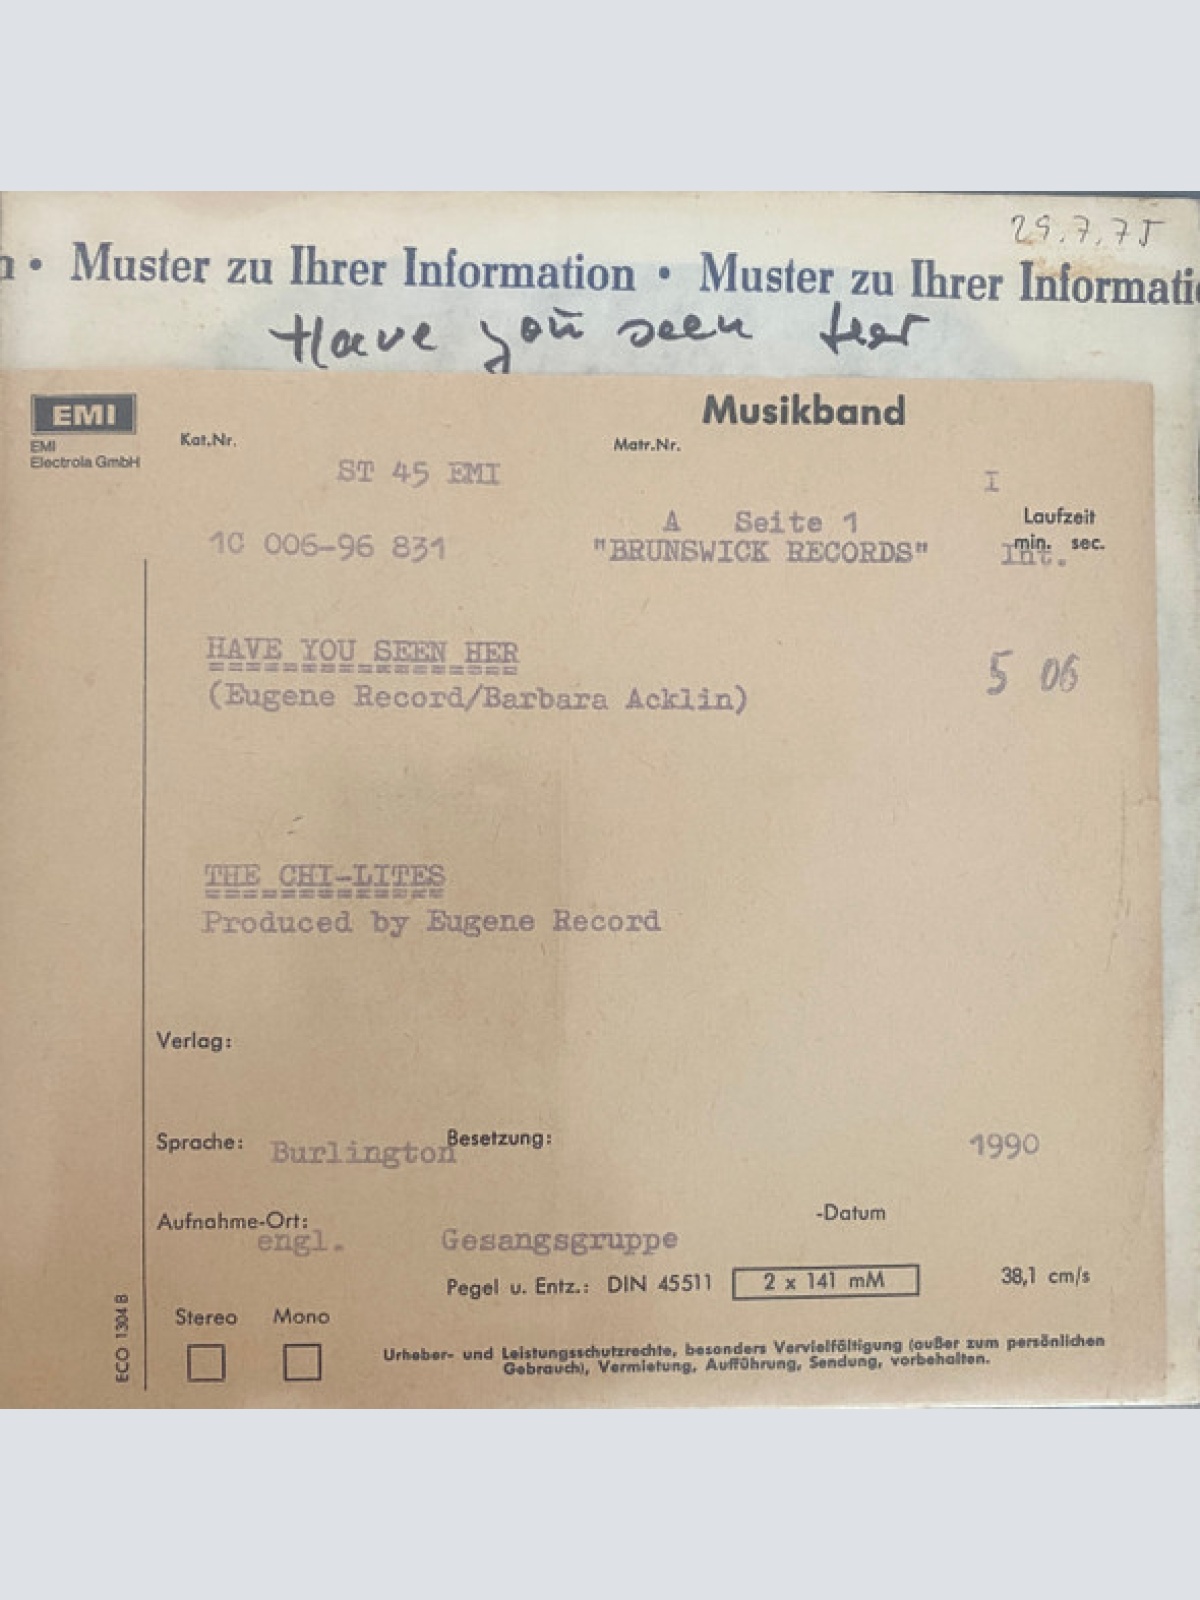 29.7.75
n • Muster zu Ihrer Information • Muster zu Ihrer Informatio
Have you seen her
EMI
EMI
Electrola GmbH
Musikband
Kat.Nr.
Matr.Nr.
ST 45 EMI
I
A Seite 1
Laufzeit
1C 006-96 831
"BRUNSWICK RECORDS"
min. sec.
Int.
HAVE YOU SEEN HER
=================
(Eugene Record/Barbara Acklin)
5 06
THE CHI-LITES
=============
Produced by Eugene Record
Verlag:
Sprache:
Burlington
Besetzung:
1990
Aufnahme-Ort:
-Datum
engl.
Gesangsgruppe
Pegel u. Entz.: DIN 45511 2 x 141 mM 38,1 cm/s
Stereo Mono
ECO 1304 B
Urheber- und Leistungsschutzrechte, besonders Vervielfältigung (außer zum persönlichen
Gebrauch), Vermietung, Aufführung, Sendung, vorbehalten.